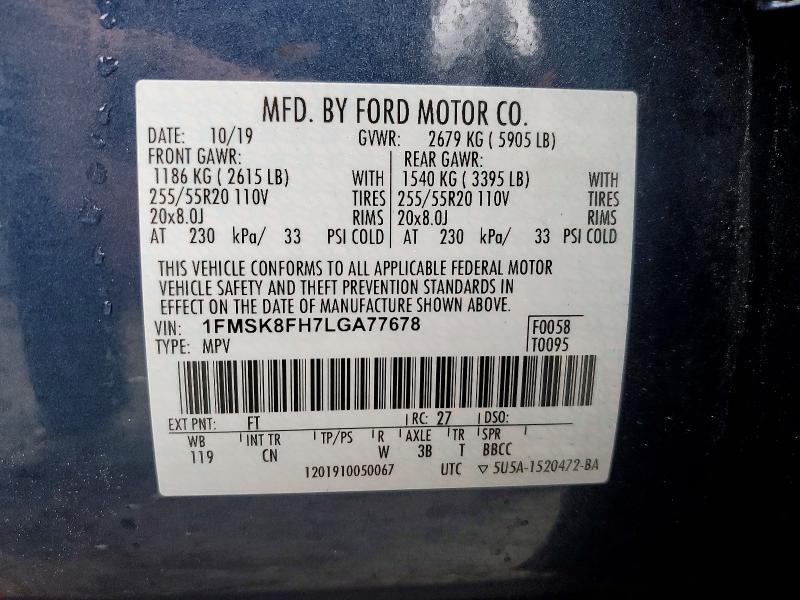 MFD. BY FORD MOTOR CO.
DATE: 10/19 GVWR: 2679 KG ( 5905 LB)
FRONT GAWR: REAR GAWR:
1186 KG ( 2615 LB) WITH 1540 KG ( 3395 LB) WITH
255/55R20 110V TIRES 255/55R20 110V TIRES
20x8.0J RIMS 20x8.0J RIMS
AT 230 kPa/ 33 PSI COLD AT 230 kPa/ 33 PSI COLD
THIS VEHICLE CONFORMS TO ALL APPLICABLE FEDERAL MOTOR
VEHICLE SAFETY AND THEFT PREVENTION STANDARDS IN
EFFECT ON THE DATE OF MANUFACTURE SHOWN ABOVE.
VIN: 1FMSK8FH7LGA77678 F0058
TYPE: MPV T0095
EXT PNT: FT RC: 27 DSO:
WB INT TR TP/PS R AXLE TR SPR
119 CN W 3B T BBCC
1201910050067 UTC ▽ 5U5A-1520472-BA